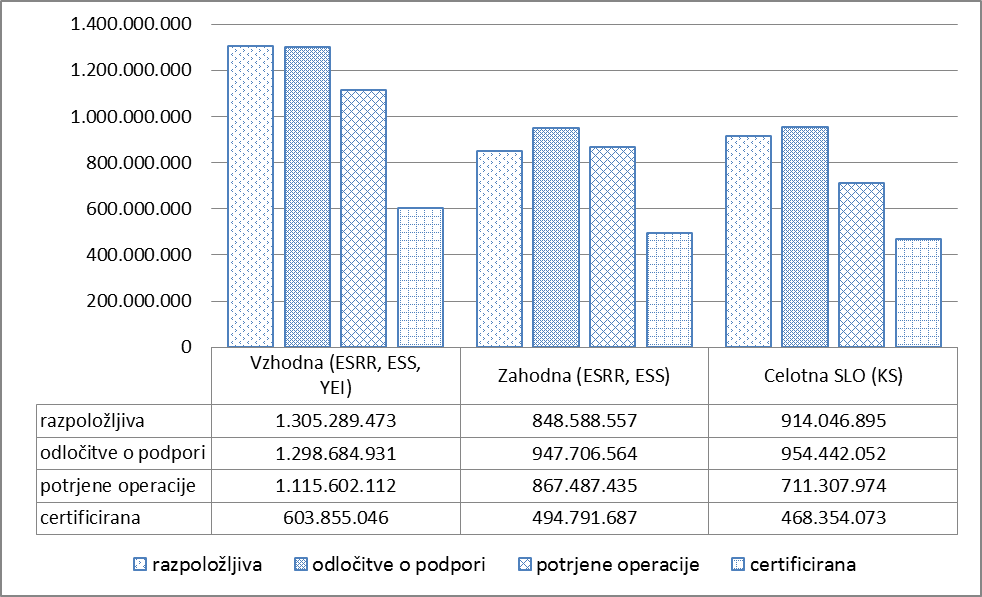 1.400.000.000
1.200.000.000
1.000.000.000
800.000.000
600.000.000
400.000.000
200.000.000
0
Vzhodna (ESRR, ESS,
YEI)
Zahodna (ESRR, ESS)
Celotna SLO (KS)
razpoložljiva 1.305.289.473 848.588.557 914.046.895
odločitve o podpori 1.298.684.931 947.706.564 954.442.052
potrjene operacije 1.115.602.112 867.487.435 711.307.974
certificirana 603.855.046 494.791.687 468.354.073
razpoložljiva odločitve o podpori potrjene operacije certificirana